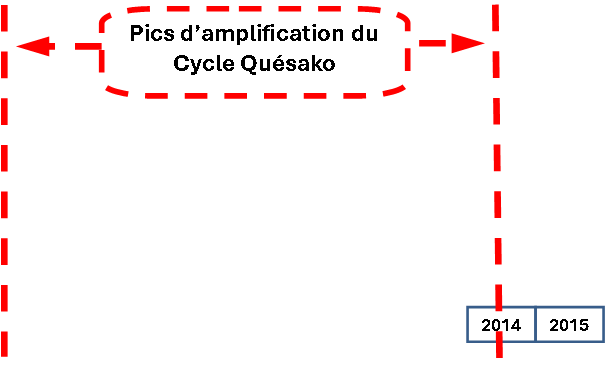 Pics d’amplification du
Cycle Quésako
2014 2015